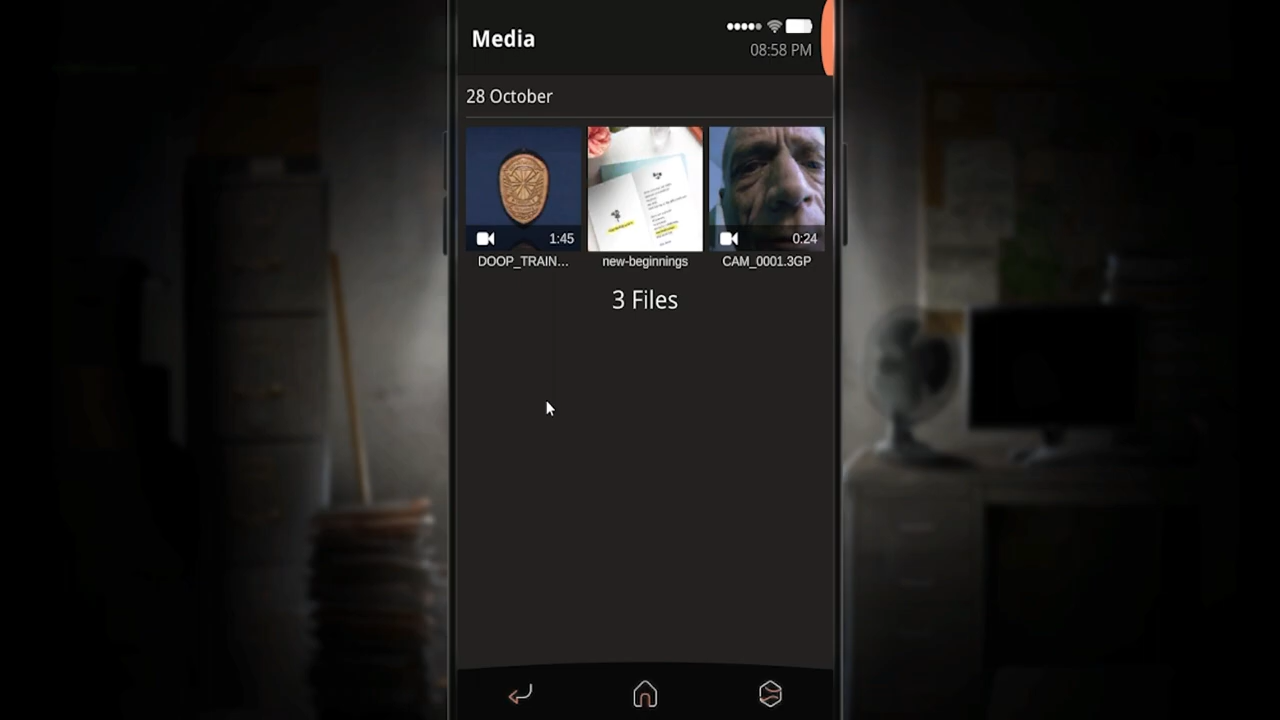 Media
08:58 PM
28 October
1:45
0:24
DOOP_TRAIN...
new-beginnings
CAM_0001.3GP
3 Files